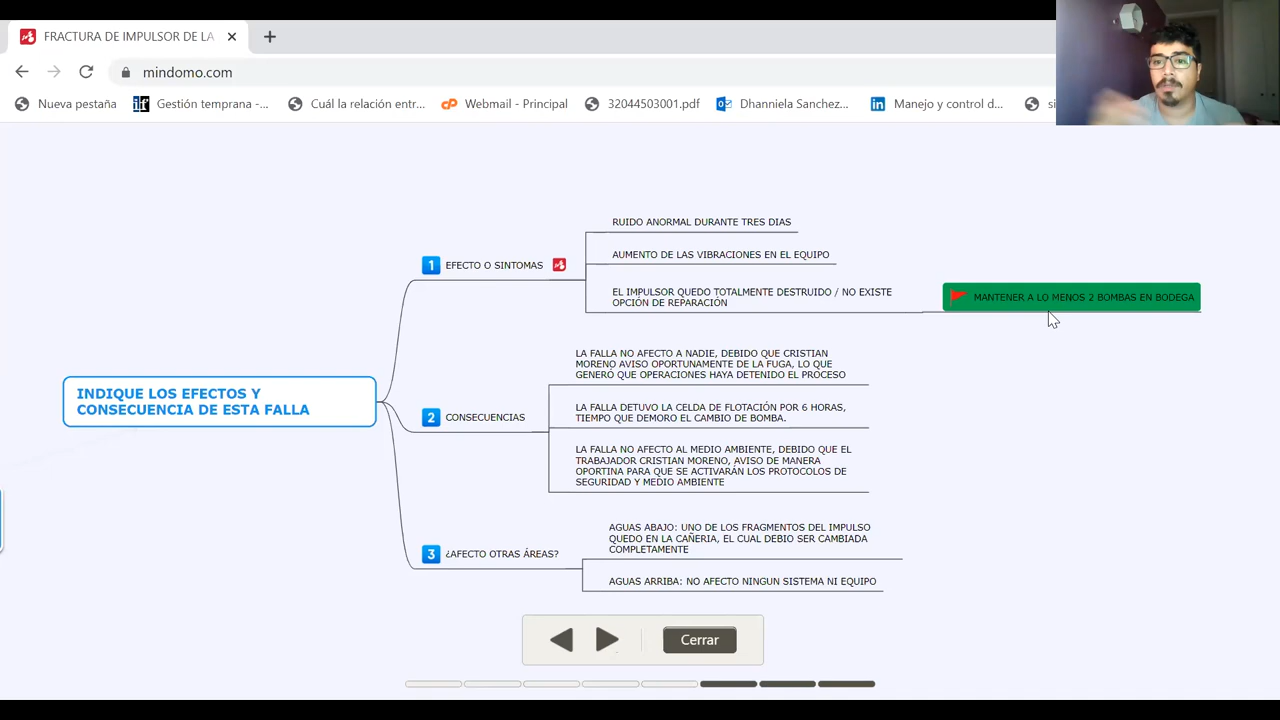 FRACTURA DE IMPULSOR DE LA
mindomo.com
Nueva pestaña
Gestión temprana -...
Cuál la relación entr...
Webmail - Principal
32044503001.pdf
Dhanniela Sanchez...
Manejo y control d...
si
INDIQUE LOS EFECTOS Y
CONSECUENCIA DE ESTA FALLA
1 EFECTO O SINTOMAS
RUIDO ANORMAL DURANTE TRES DIAS
AUMENTO DE LAS VIBRACIONES EN EL EQUIPO
EL IMPULSOR QUEDO TOTALMENTE DESTRUIDO / NO EXISTE
OPCIÓN DE REPARACIÓN
MANTENER A LO MENOS 2 BOMBAS EN BODEGA
2 CONSECUENCIAS
LA FALLA NO AFECTO A NADIE, DEBIDO QUE CRISTIAN
MORENO AVISO OPORTUNAMENTE DE LA FUGA, LO QUE
GENERÓ QUE OPERACIONES HAYA DETENIDO EL PROCESO
LA FALLA DETUVO LA CELDA DE FLOTACIÓN POR 6 HORAS,
TIEMPO QUE DEMORO EL CAMBIO DE BOMBA.
LA FALLA NO AFECTO AL MEDIO AMBIENTE, DEBIDO QUE EL
TRABAJADOR CRISTIAN MORENO, AVISO DE MANERA
OPORTINA PARA QUE SE ACTIVARÁN LOS PROTOCOLOS DE
SEGURIDAD Y MEDIO AMBIENTE
3 ¿AFECTO OTRAS ÁREAS?
AGUAS ABAJO: UNO DE LOS FRAGMENTOS DEL IMPULSO
QUEDO EN LA CAÑERIA, EL CUAL DEBIO SER CAMBIADA
COMPLETAMENTE
AGUAS ARRIBA: NO AFECTO NINGUN SISTEMA NI EQUIPO
Cerrar